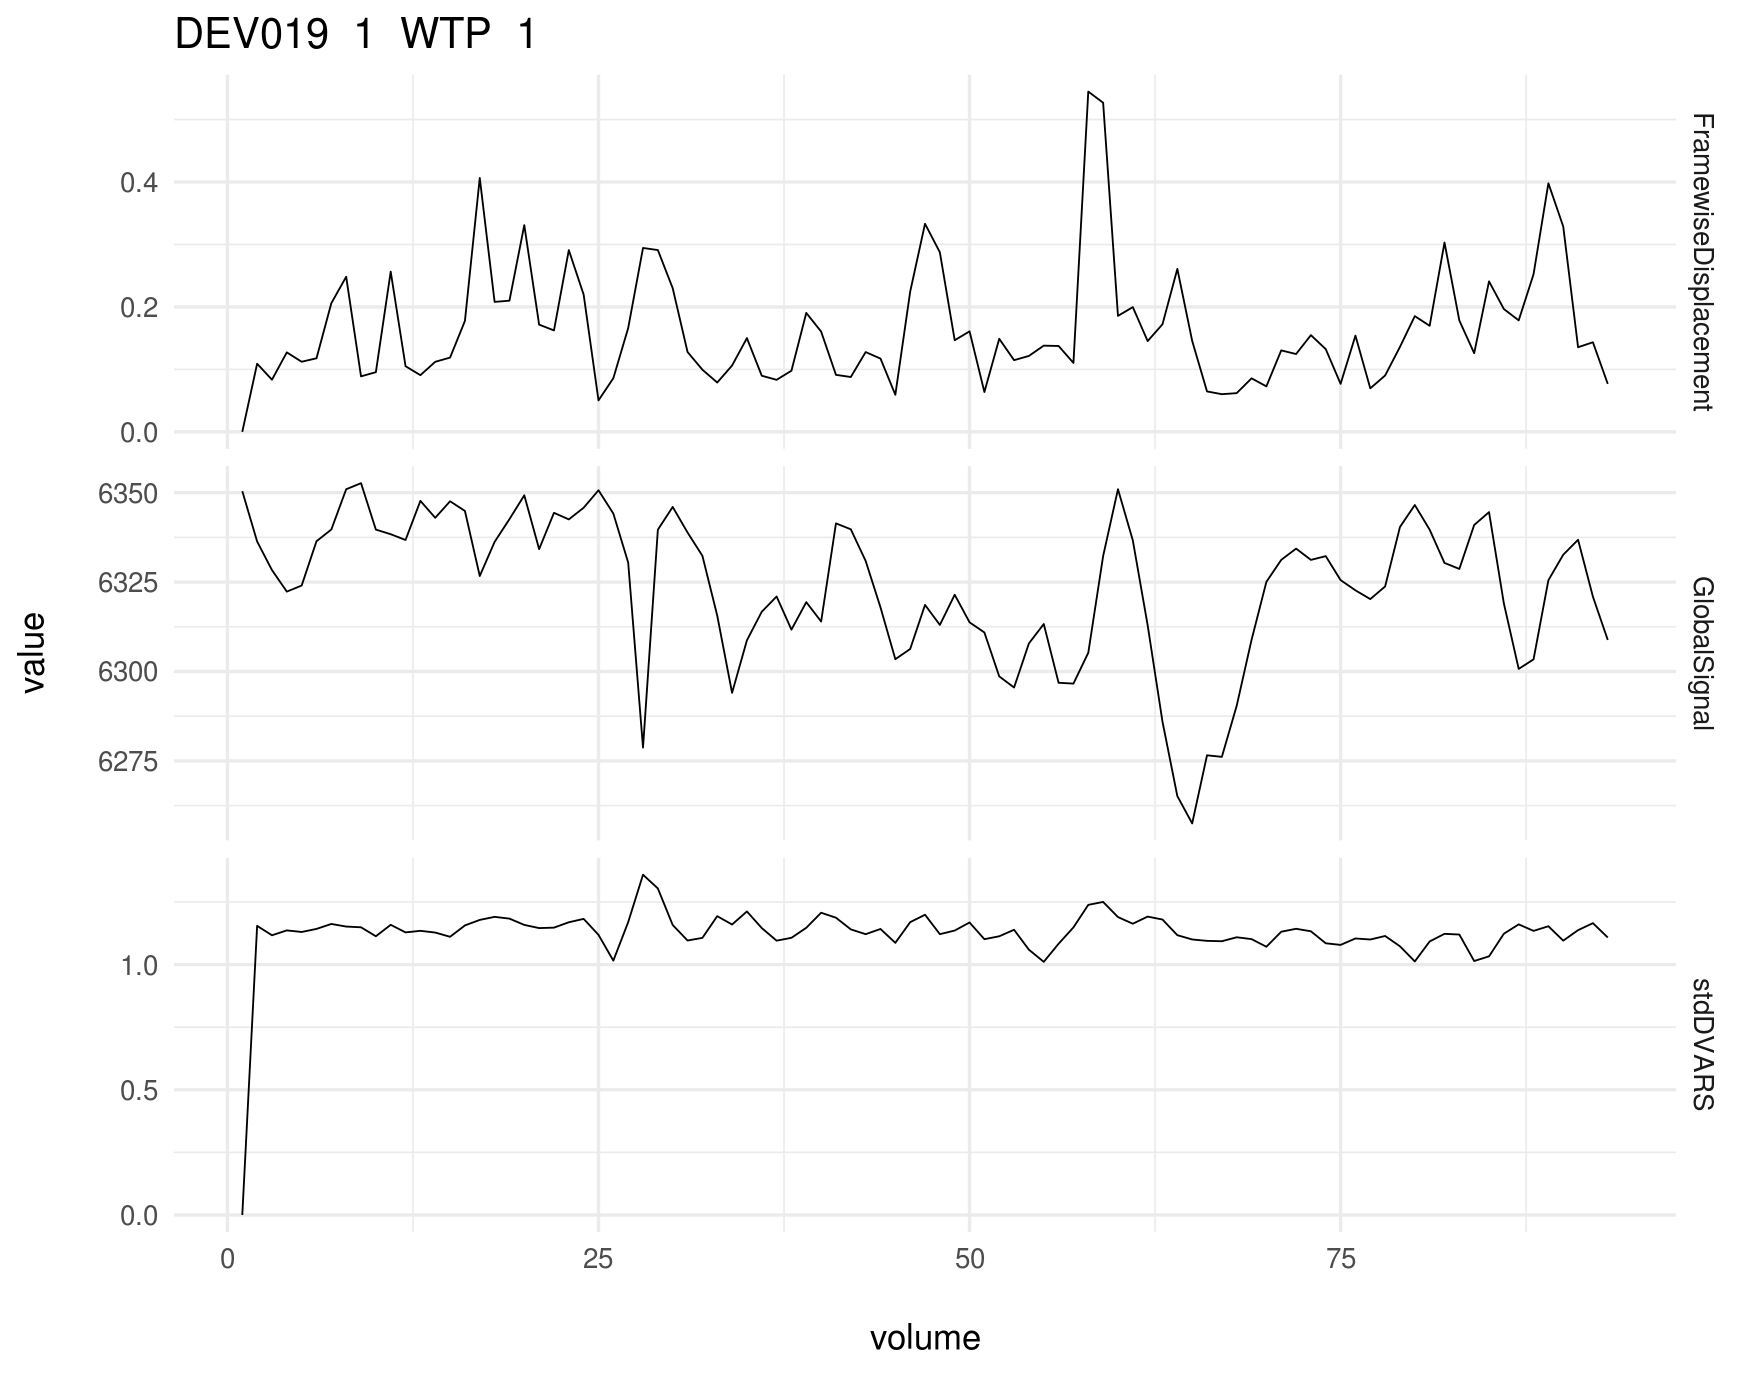 DEV019 1 WTP 1
0.4
0.2
0.0
FramewiseDisplacement
6350
6325
6300
6275
GlobalSignal
value
1.0
0.5
0.0
stdDVARS
0 25 50 75
volume